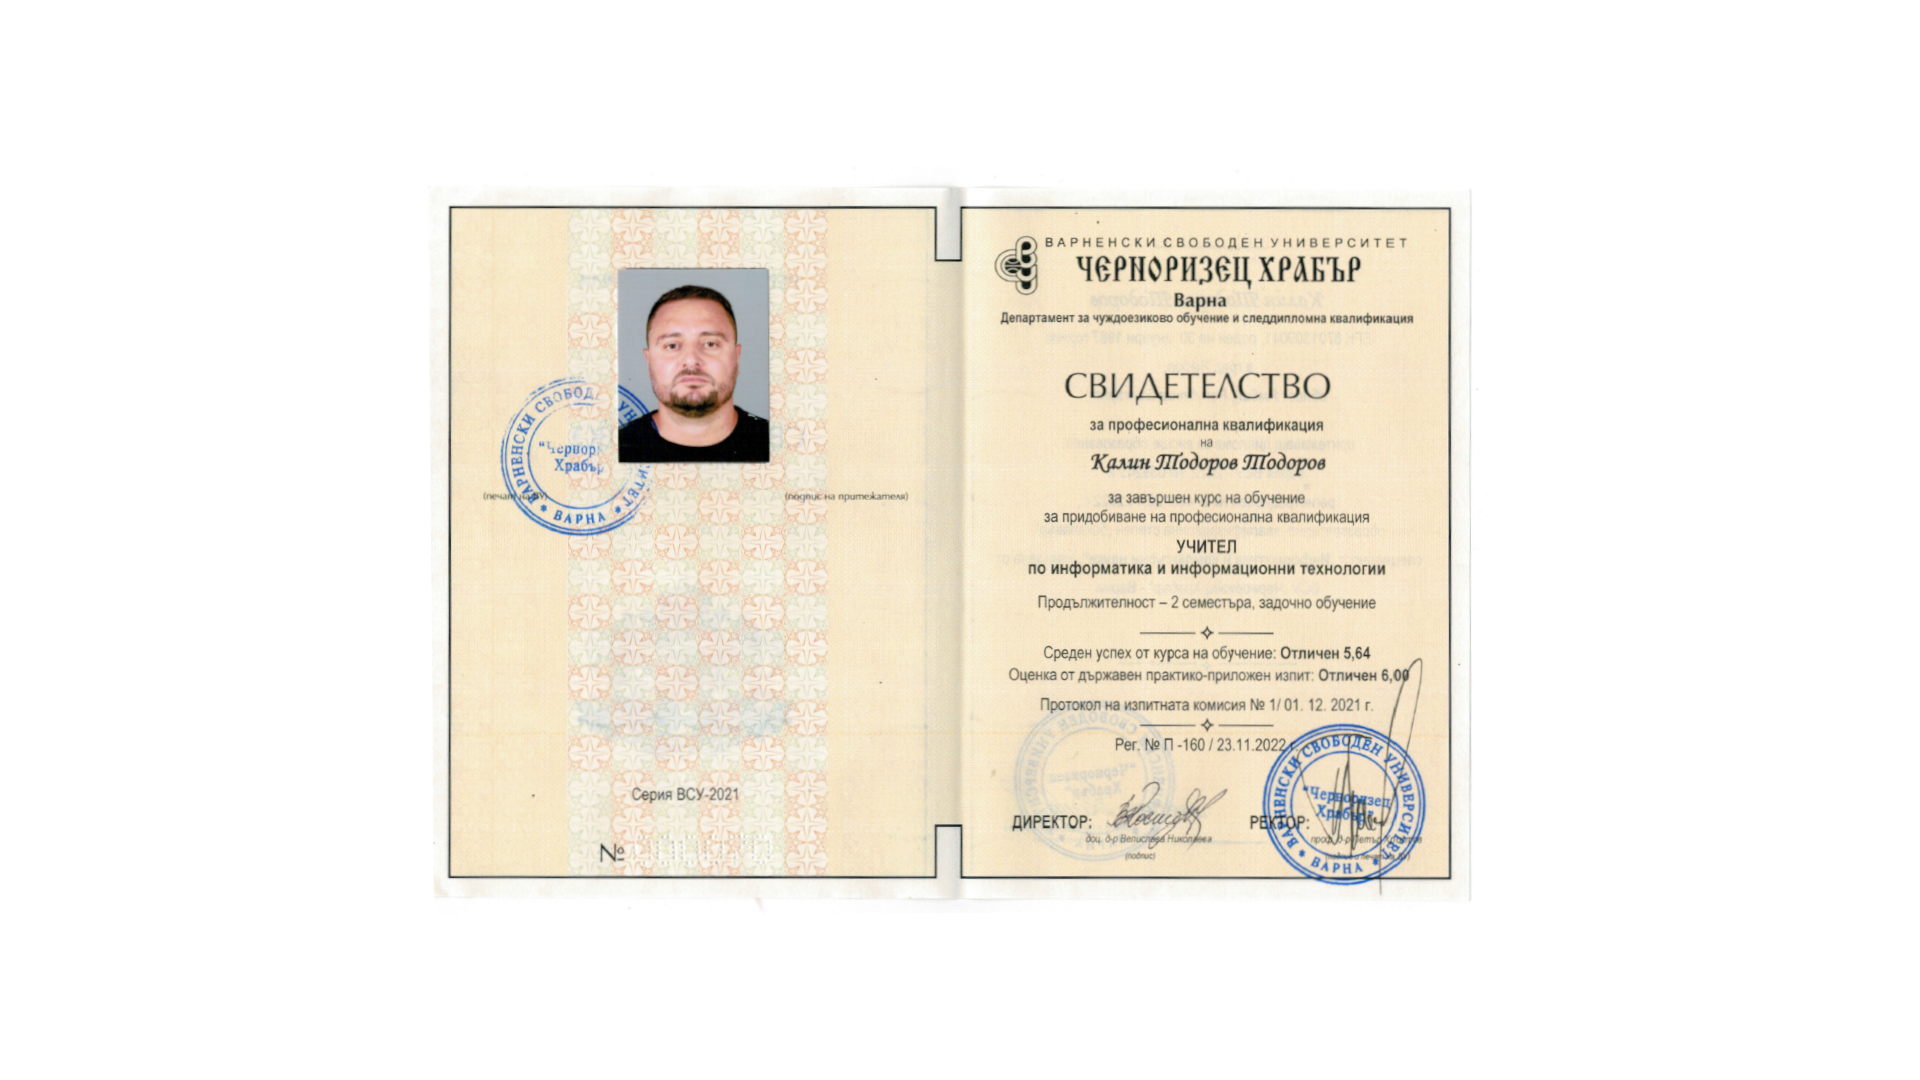 ВАРНЕНСКИ СВОБОДЕН УНИВЕРСИТЕТ
"Чернор
Храбър
ВАРНА
(печат на ВУ)
(подпис на притежателя)
Серия ВСУ-2021
№
ВАРНЕНСКИ СВОБОДЕН УНИВЕРСИТЕТ
ЧЕРНОРИЗЕЦ ХРАБЪР
Варна
Департамент за чуждоезиково обучение и следдипломна квалификация
СВИДЕТЕЛСТВО
за професионална квалификация
на
Калин Тодоров Тодоров
за завършен курс на обучение
за придобиване на професионална квалификация
УЧИТЕЛ
по информатика и информационни технологии
Продължителност – 2 семестъра, задочно обучение
Среден успех от курса на обучение: Отличен 5,64
Оценка от държавен практико-приложен изпит: Отличен 6,00
Протокол на изпитната комисия № 1/ 01. 12. 2021 г.
Рег. № П -160 / 23.11.2022 г.
ДИРЕКТОР:
доц. д-р Велислава Николаева
(подпис)
РЕКТОР:
проф. д-р Петър
ВАРНЕНСКИ СВОБОДЕН УНИВЕРСИТЕТ
"Черноризец
Храбър"
ВАРНА